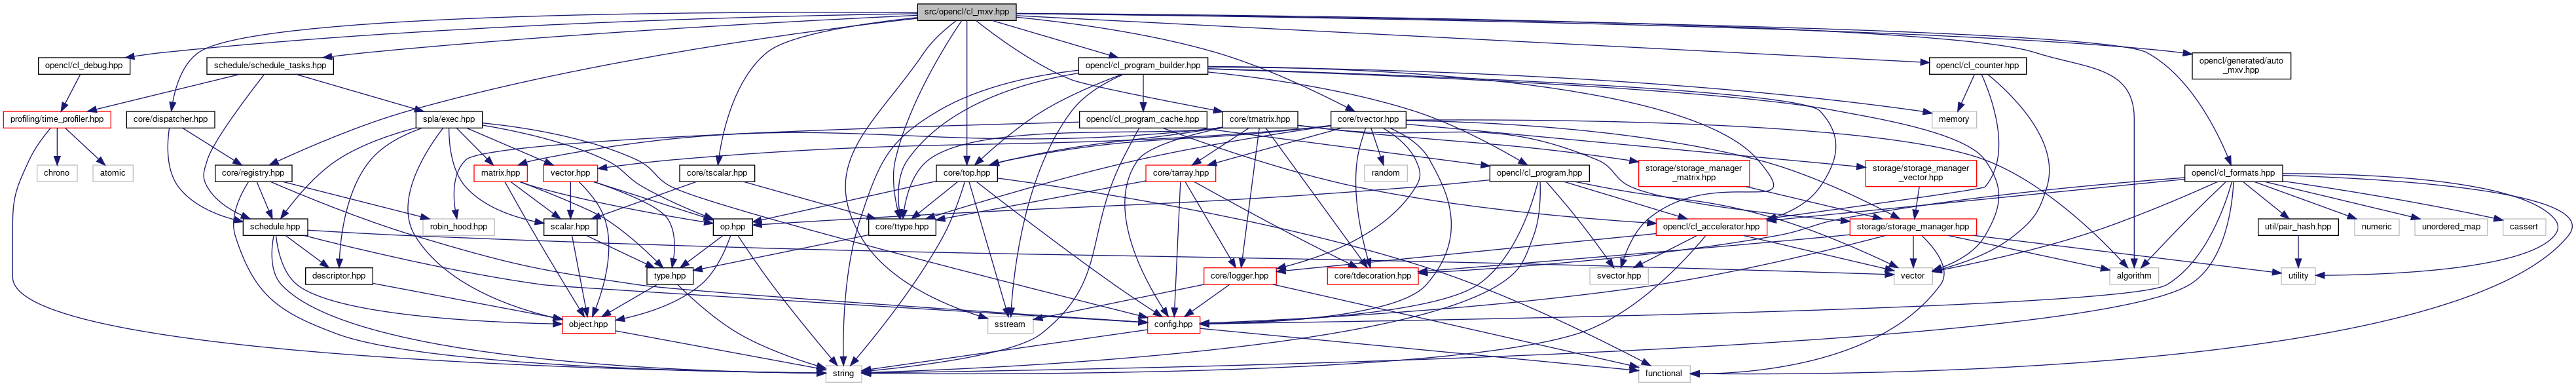 src/opencl/cl_mxv.hpp
opencl/cl_debug.hpp
schedule/schedule_tasks.hpp
opencl/cl_program_builder.hpp
opencl/cl_counter.hpp
opencl/generated/auto
_mxv.hpp
profiling/time_profiler.hpp
core/dispatcher.hpp
spla/exec.hpp
opencl/cl_program_cache.hpp
core/tmatrix.hpp
core/tvector.hpp
memory
chrono
atomic
core/registry.hpp
matrix.hpp
vector.hpp
core/tscalar.hpp
core/top.hpp
core/tarray.hpp
random
opencl/cl_program.hpp
storage/storage_manager
_matrix.hpp
storage/storage_manager
_vector.hpp
opencl/cl_formats.hpp
schedule.hpp
robin_hood.hpp
scalar.hpp
op.hpp
core/ttype.hpp
opencl/cl_accelerator.hpp
storage/storage_manager.hpp
util/pair_hash.hpp
numeric
unordered_map
cassert
descriptor.hpp
type.hpp
core/logger.hpp
core/tdecoration.hpp
svector.hpp
vector
algorithm
utility
object.hpp
sstream
config.hpp
string
functional